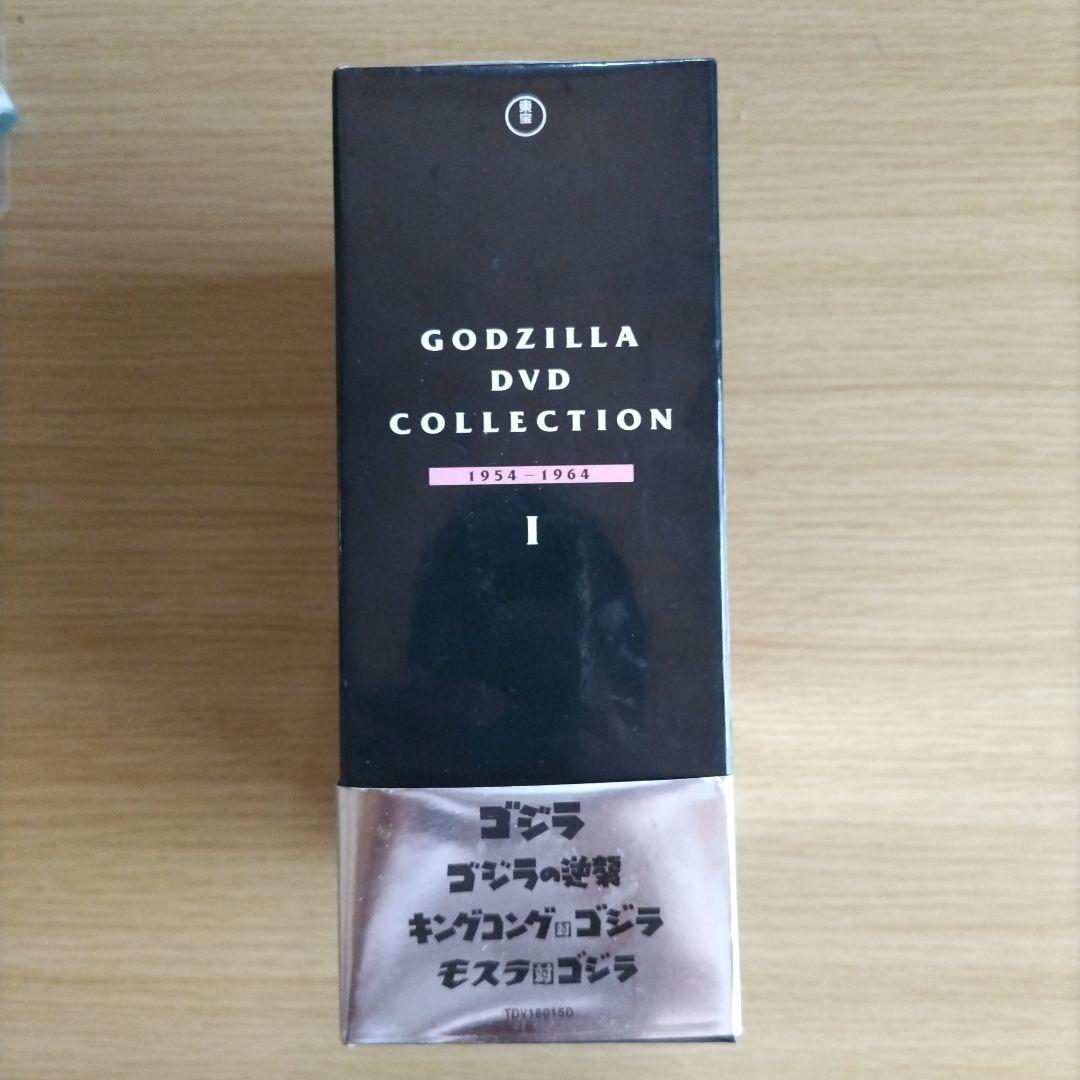 東宝
GODZILLA
DVD
COLLECTION
1954-1964
I
ゴジラ
ゴジラの逆襲
キングコング対ゴジラ
モスラ対ゴジラ
TDV18015D